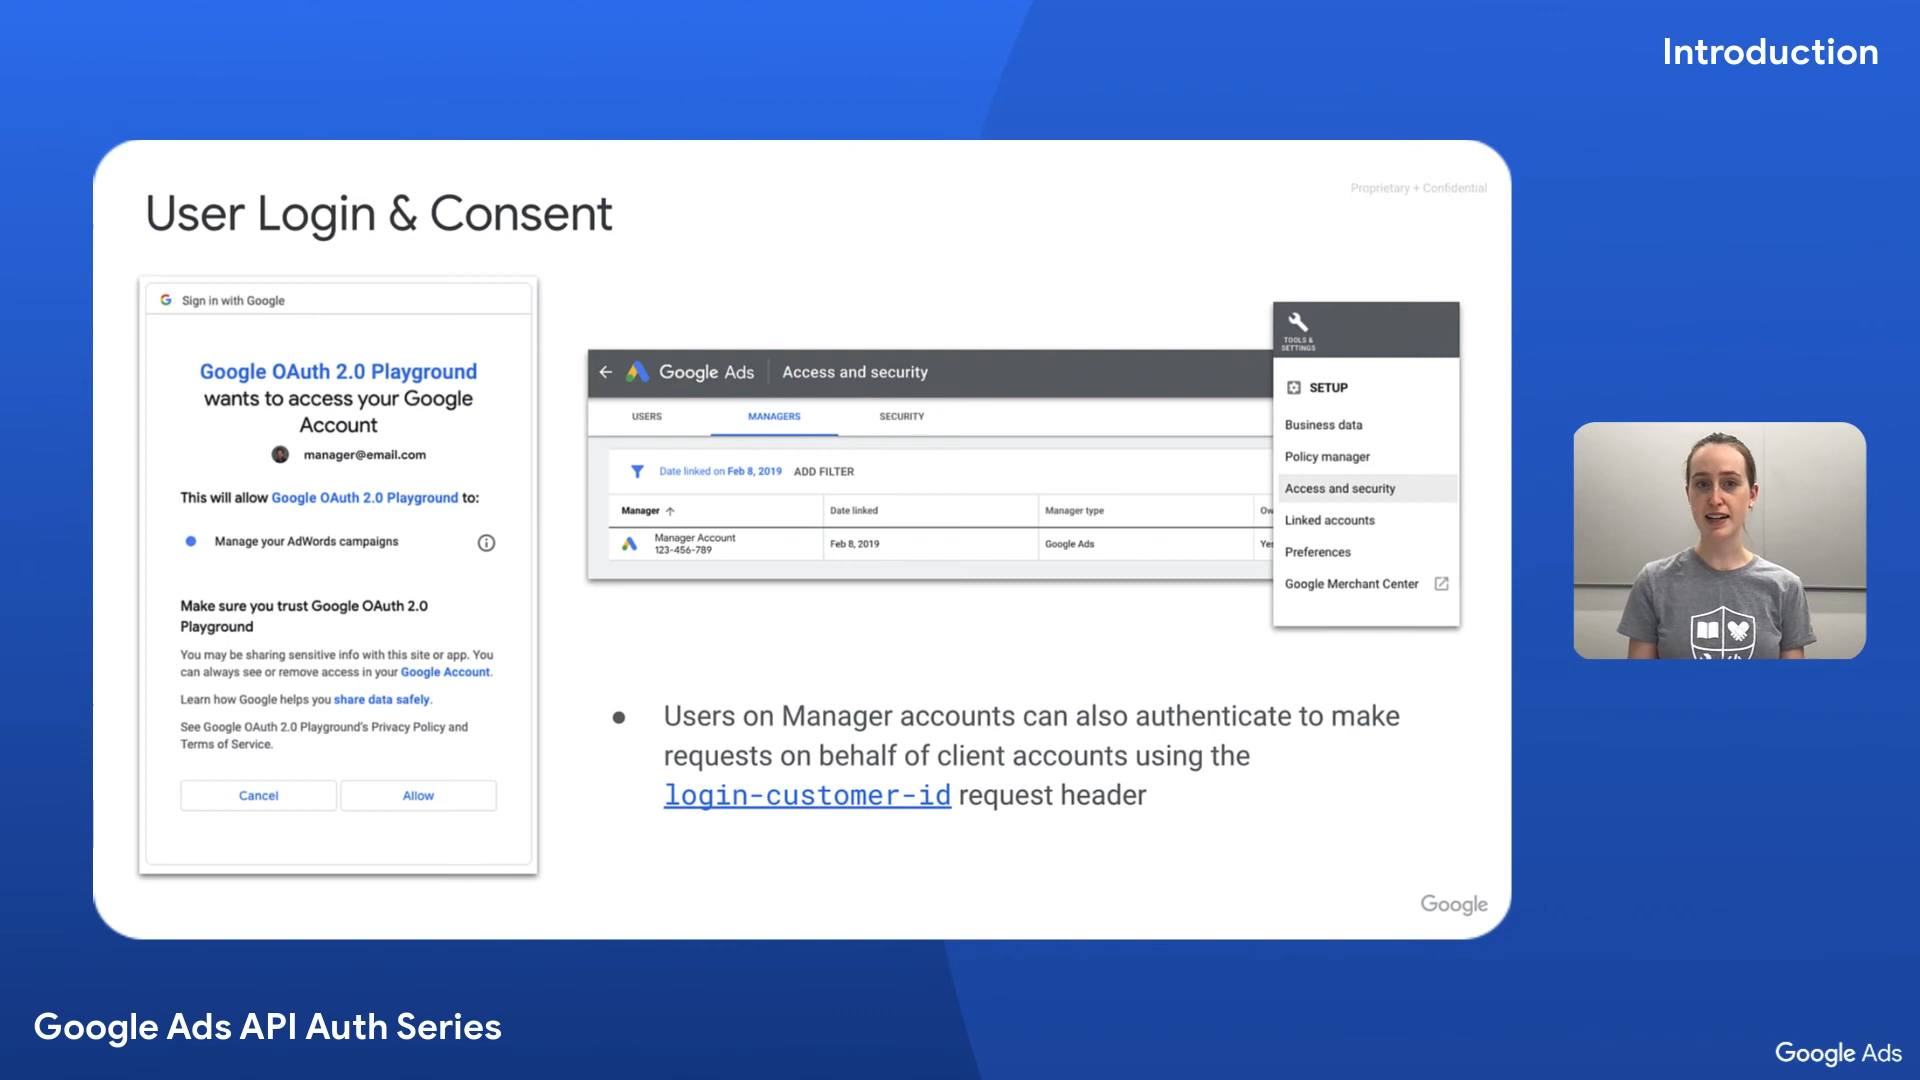 Introduction
Proprietary + Confidential
User Login & Consent
Sign in with Google
Google OAuth 2.0 Playground
wants to access your Google
Account
manager@email.com
This will allow Google OAuth 2.0 Playground to:
Manage your AdWords campaigns
Make sure you trust Google OAuth 2.0
Playground
You may be sharing sensitive info with this site or app. You
can always see or remove access in your Google Account.
Learn how Google helps you share data safely.
See Google OAuth 2.0 Playground's Privacy Policy and
Terms of Service.
Cancel Allow
Google Ads Access and security
USERS MANAGERS SECURITY
Date linked on Feb 8, 2019 ADD FILTER
Manager Date linked Manager type Ow
Manager Account
123-456-789
Feb 8, 2019 Google Ads Yes
TOOLS &
SETTINGS
SETUP
Business data
Policy manager
Access and security
Linked accounts
Preferences
Google Merchant Center
● Users on Manager accounts can also authenticate to make
requests on behalf of client accounts using the
login-customer-id request header
Google
Google Ads API Auth Series
Google Ads